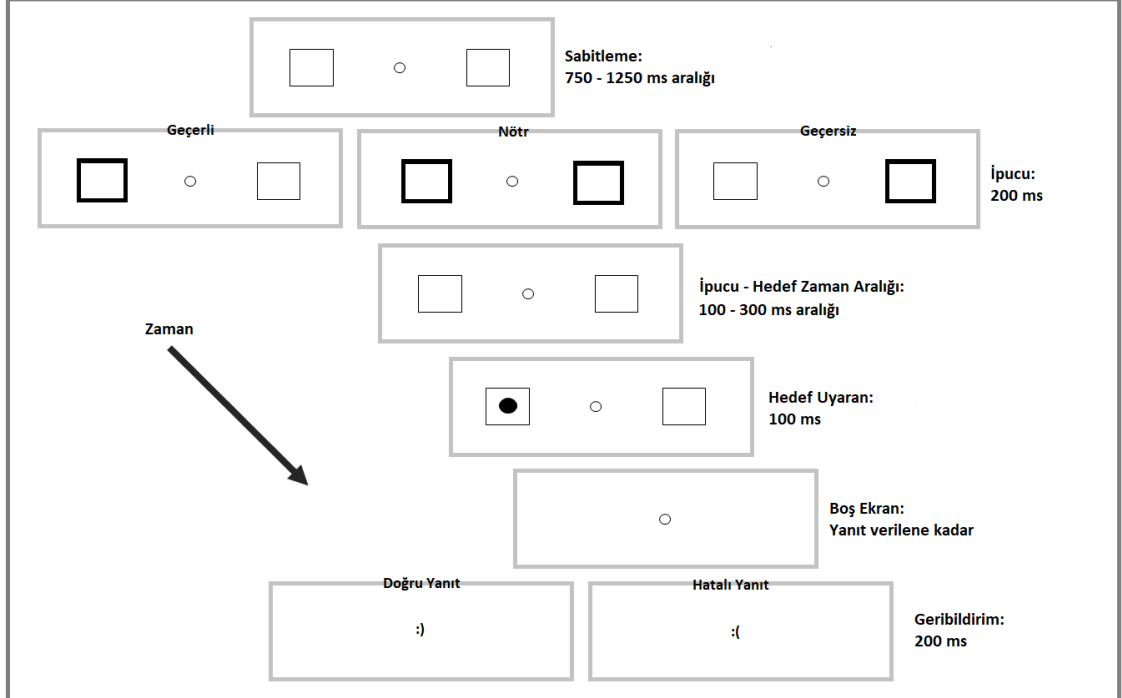 Sabitleme:
750 - 1250 ms aralığı
Geçerli
Nötr
Geçersiz
İpucu:
200 ms
İpucu - Hedef Zaman Aralığı:
100 - 300 ms aralığı
Zaman
Hedef Uyaran:
100 ms
Boş Ekran:
Yanıt verilene kadar
Doğru Yanıt
Hatalı Yanıt
:)
:(
Geribildirim:
200 ms